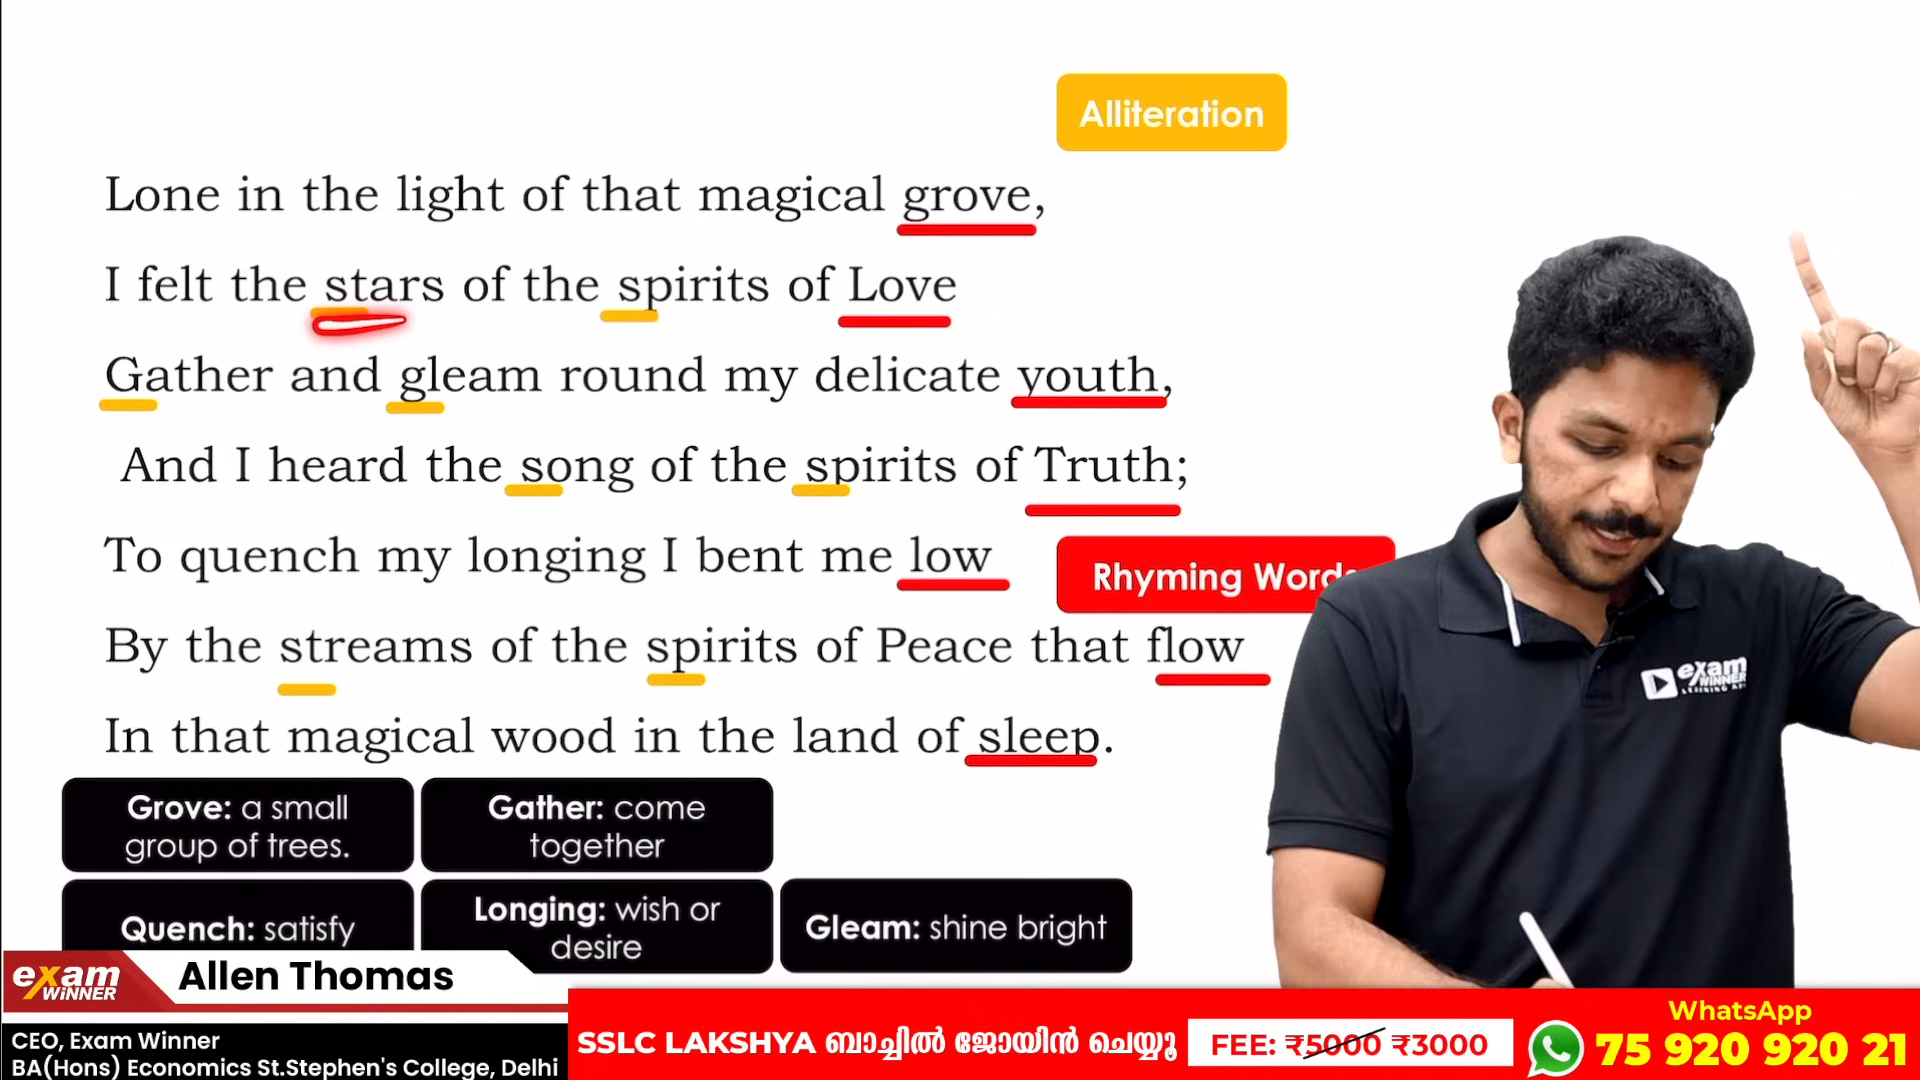 Alliteration
Lone in the light of that magical grove,
I felt the stars of the spirits of Love
Gather and gleam round my delicate youth,
And I heard the song of the spirits of Truth;
To quench my longing I bent me low
Rhyming Words
By the streams of the spirits of Peace that flow
In that magical wood in the land of sleep.
Grove: a small
group of trees.
Gather: come
together
Quench: satisfy
Longing: wish or
desire
Gleam: shine bright
exam
WINNER
LEARNING APP
exam
WINNER
Allen Thomas
CEO, Exam Winner
BA(Hons) Economics St.Stephen's College, Delhi
SSLC LAKSHYA ബാച്ചിൽ ജോയിൻ ചെയ്യൂ
FEE: ₹5000 ₹3000
WhatsApp
75 920 920 21